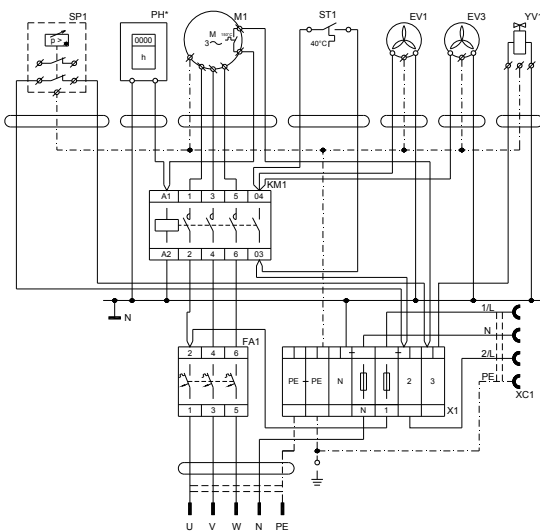 SP1 PH* M1 ST1 EV1 EV3 YV1
p > 0000 M
h 3 40°C
KM1
A1 1 3 5 04
A2 2 4 6 03
N
1/L
N
2/L
PE
XC1
FA1
2 4 6
PE PE N 2 3
1 3 5 N 1 X1
U V W N PE